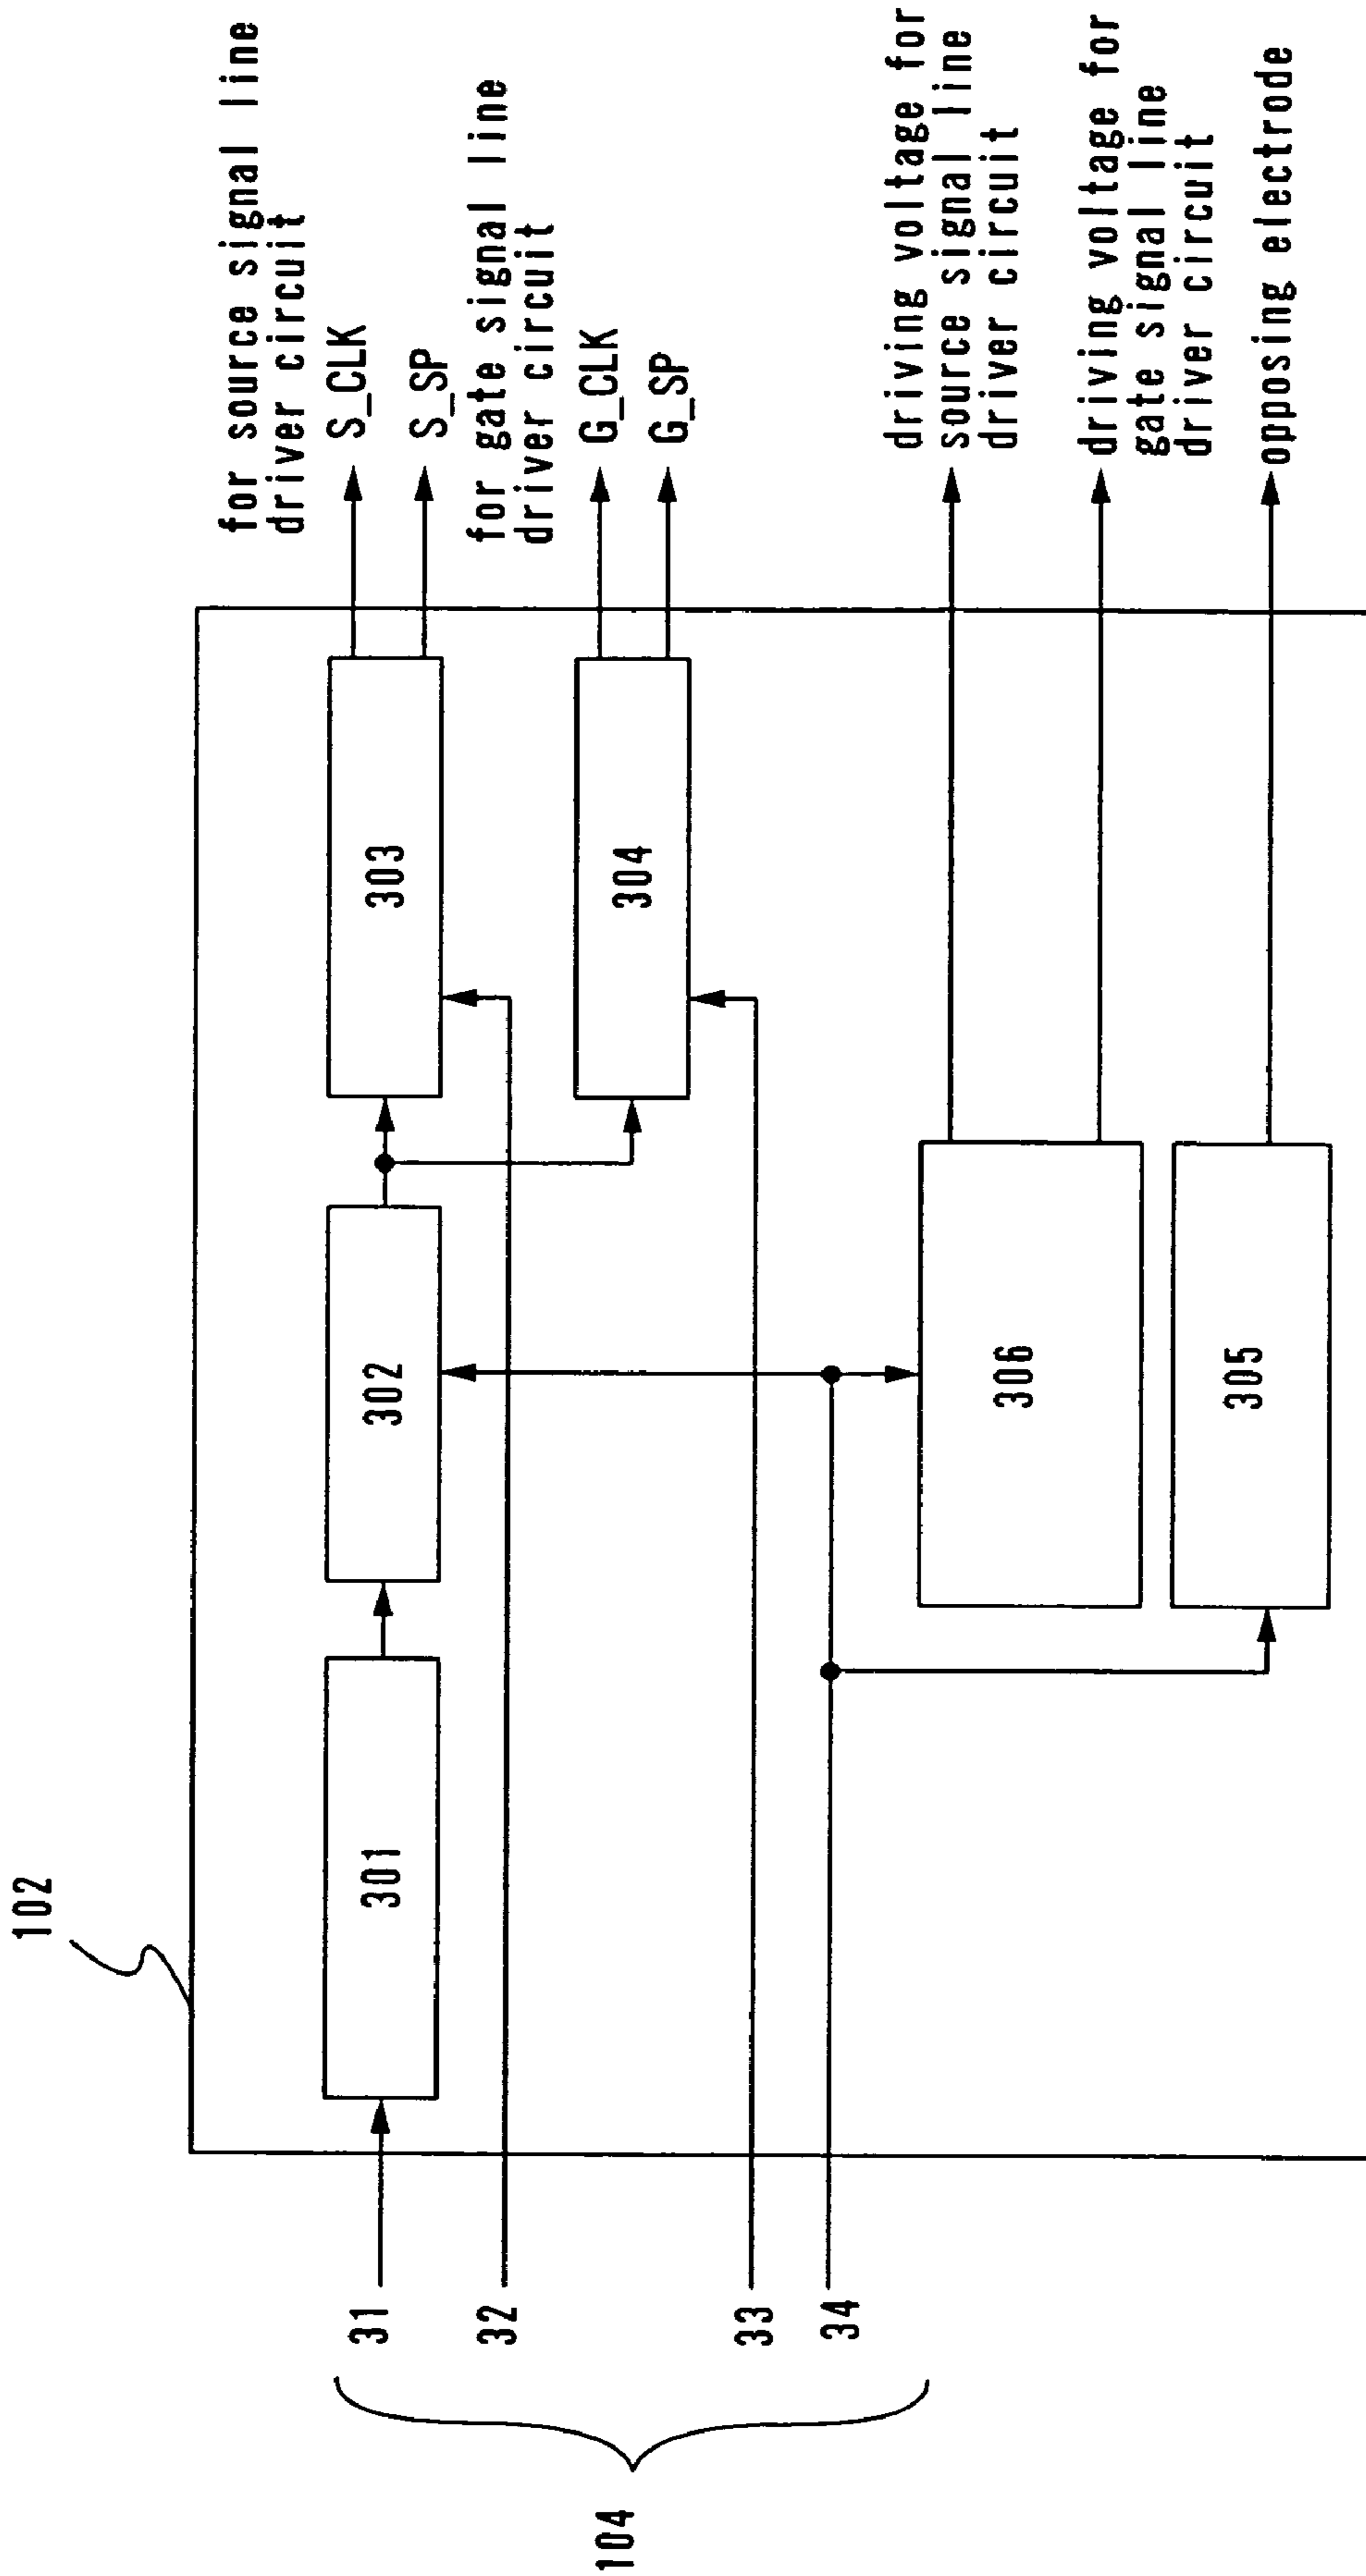 102
for source signal line
driver circuit
S_CLK
S_SP
for gate signal line
driver circuit
G_CLK
G_SP
driving voltage for
source signal line
driver circuit
driving voltage for
gate signal line
driver circuit
opposing electrode
301
302
303
304
306
305
31
32
33
34
104